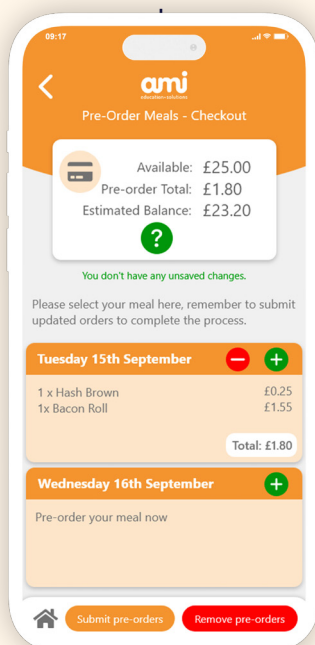 09:17
ami
education•solutions
Pre-Order Meals - Checkout
Available: £25.00
Pre-order Total: £1.80
Estimated Balance: £23.20
?
You don't have any unsaved changes.
Please select your meal here, remember to submit
updated orders to complete the process.
Tuesday 15th September
1 x Hash Brown £0.25
1x Bacon Roll £1.55
Total: £1.80
Wednesday 16th September
Pre-order your meal now
Submit pre-orders Remove pre-orders